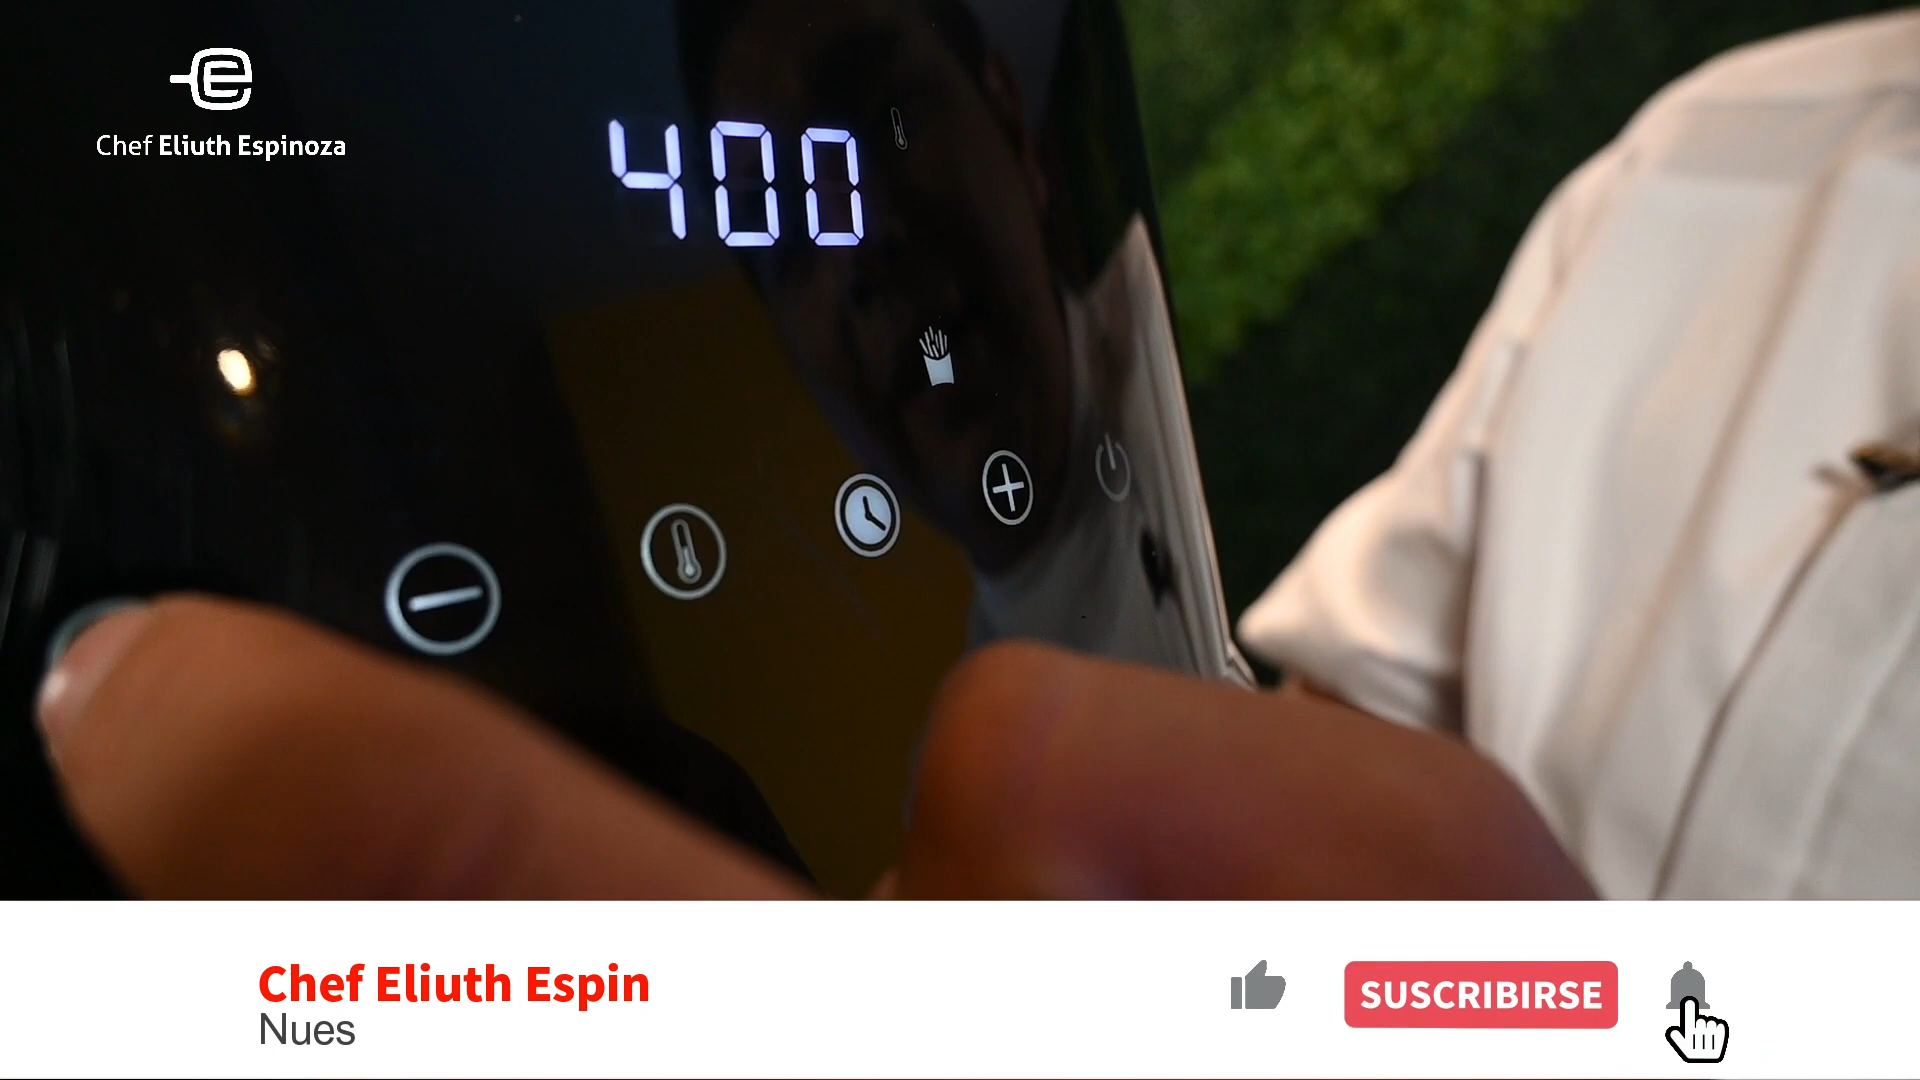 Chef Eliuth Espinoza
400
Chef Eliuth Espin
Nues
SUSCRIBIRSE